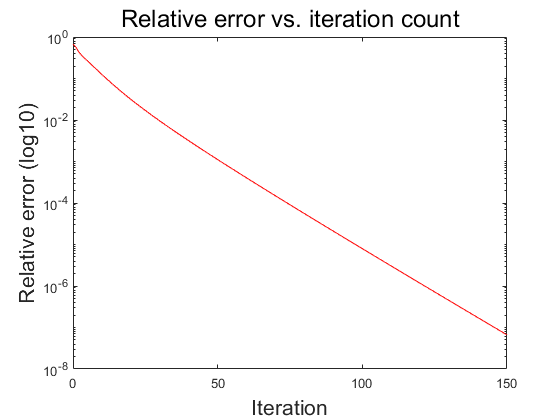 Relative error vs. iteration count
Relative error (log10)
10^0
10^-2
10^-4
10^-6
10^-8
0 50 100 150
Iteration